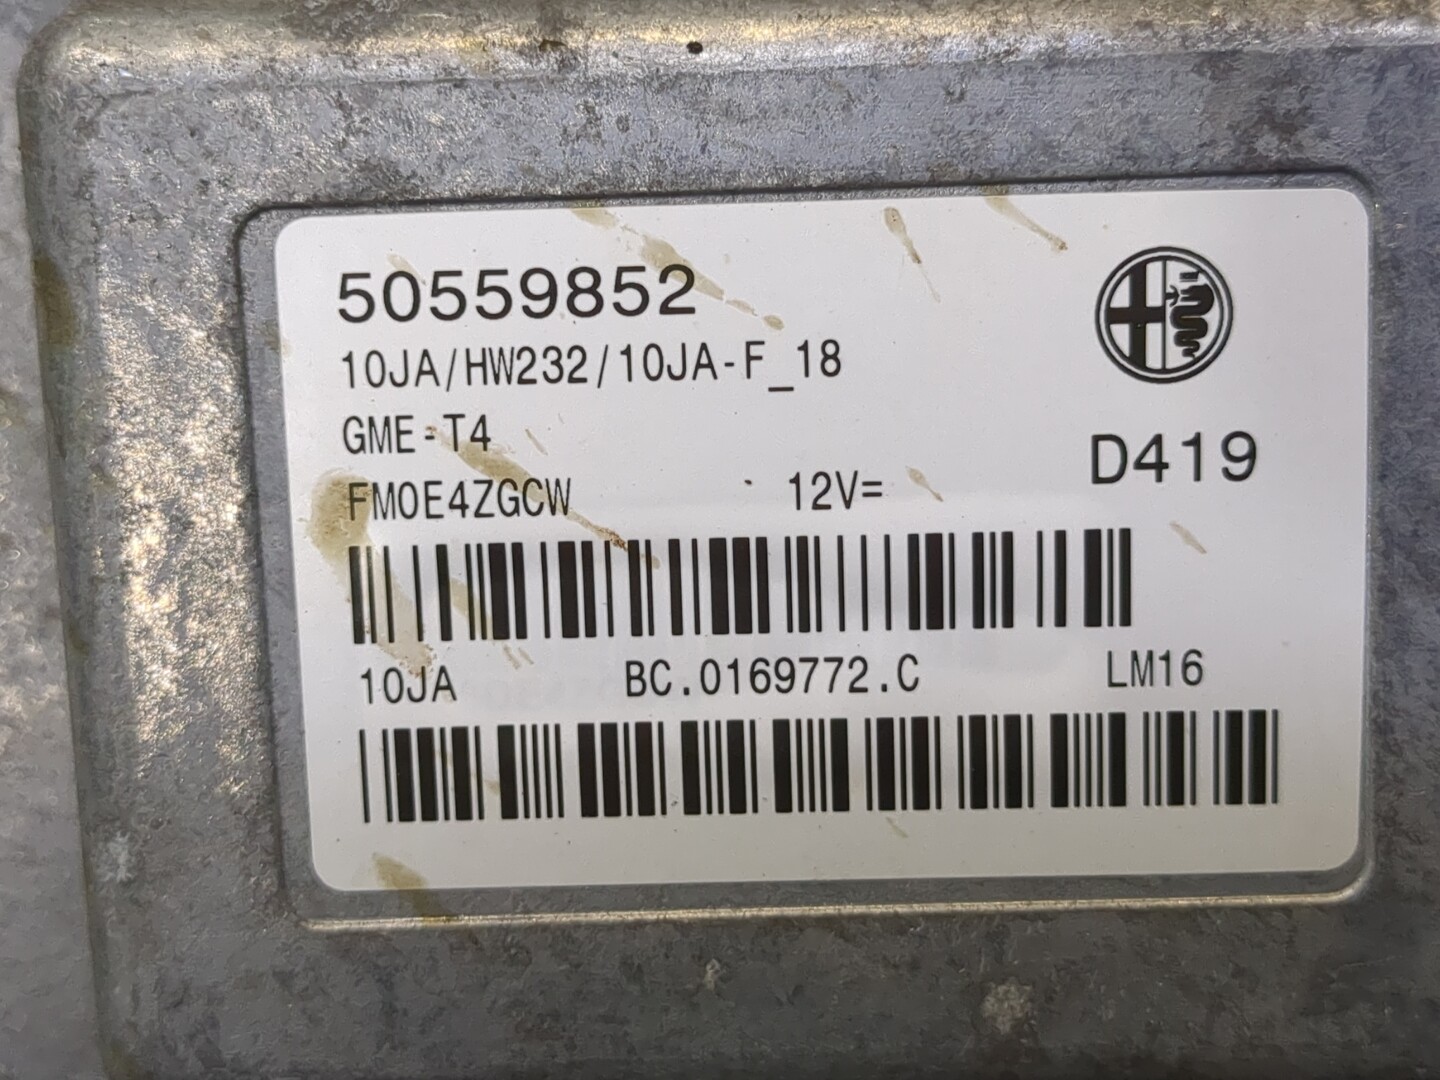 50559852
10JA/HW232/10JA-F_18
GME-T4
D419
FM0E4ZGCW 12V=
10JA BC.0169772.C LM16